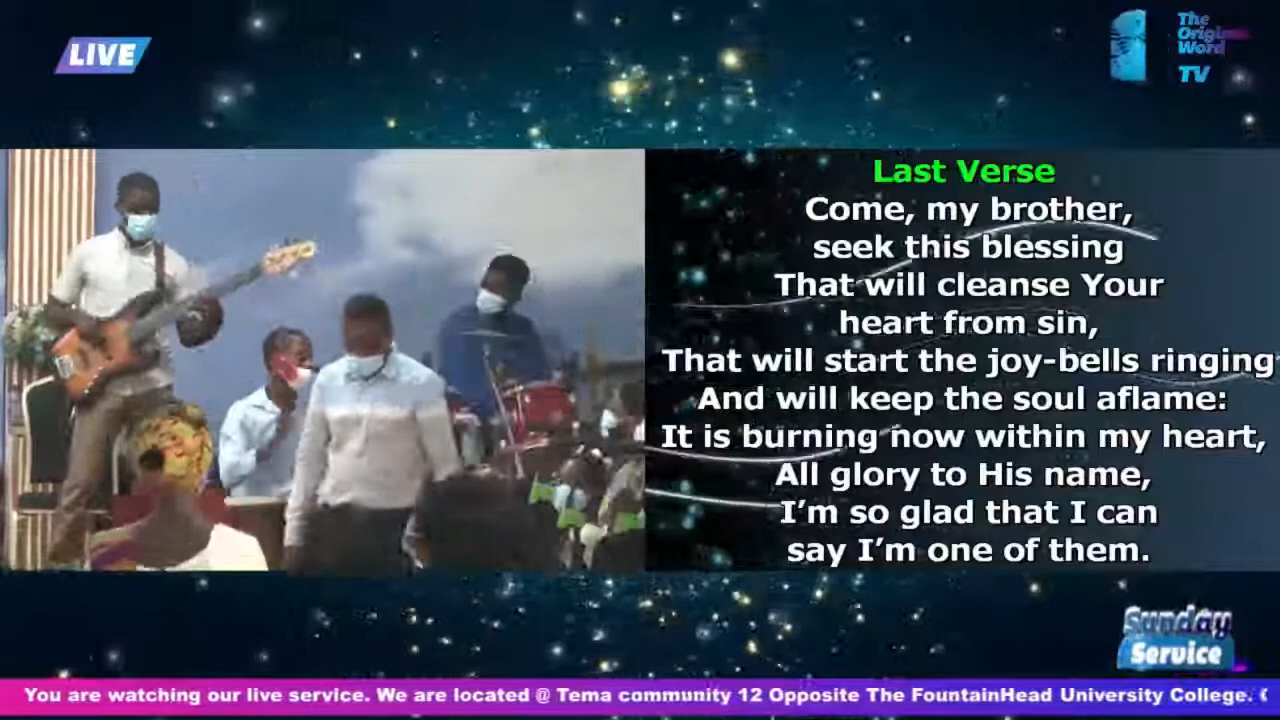 LIVE
The
Original
Word
TV
Last Verse
Come, my brother,
seek this blessing
That will cleanse Your
heart from sin,
That will start the joy-bells ringing
And will keep the soul aflame:
It is burning now within my heart,
All glory to His name,
I’m so glad that I can
say I’m one of them.
Sunday
Service
You are watching our live service. We are located @ Tema community 12 Opposite The FountainHead University College.